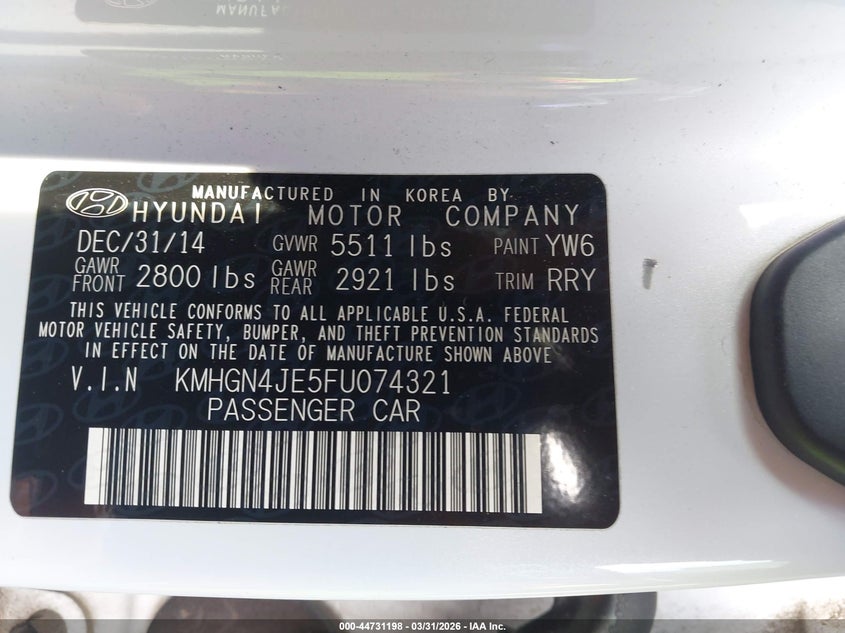 MANUFACTURED IN KOREA BY
HYUNDAI MOTOR COMPANY
DEC/31/14 GVWR 5511 lbs PAINT YW6
GAWR FRONT 2800 lbs GAWR REAR 2921 lbs TRIM RRY
THIS VEHICLE CONFORMS TO ALL APPLICABLE U.S.A. FEDERAL
MOTOR VEHICLE SAFETY, BUMPER, AND THEFT PREVENTION STANDARDS
IN EFFECT ON THE DATE OF MANUFACTURE SHOWN ABOVE
V.I.N KMHGN4JE5FU074321
PASSENGER CAR
000-44731198 - 03/31/2026 - IAA Inc.